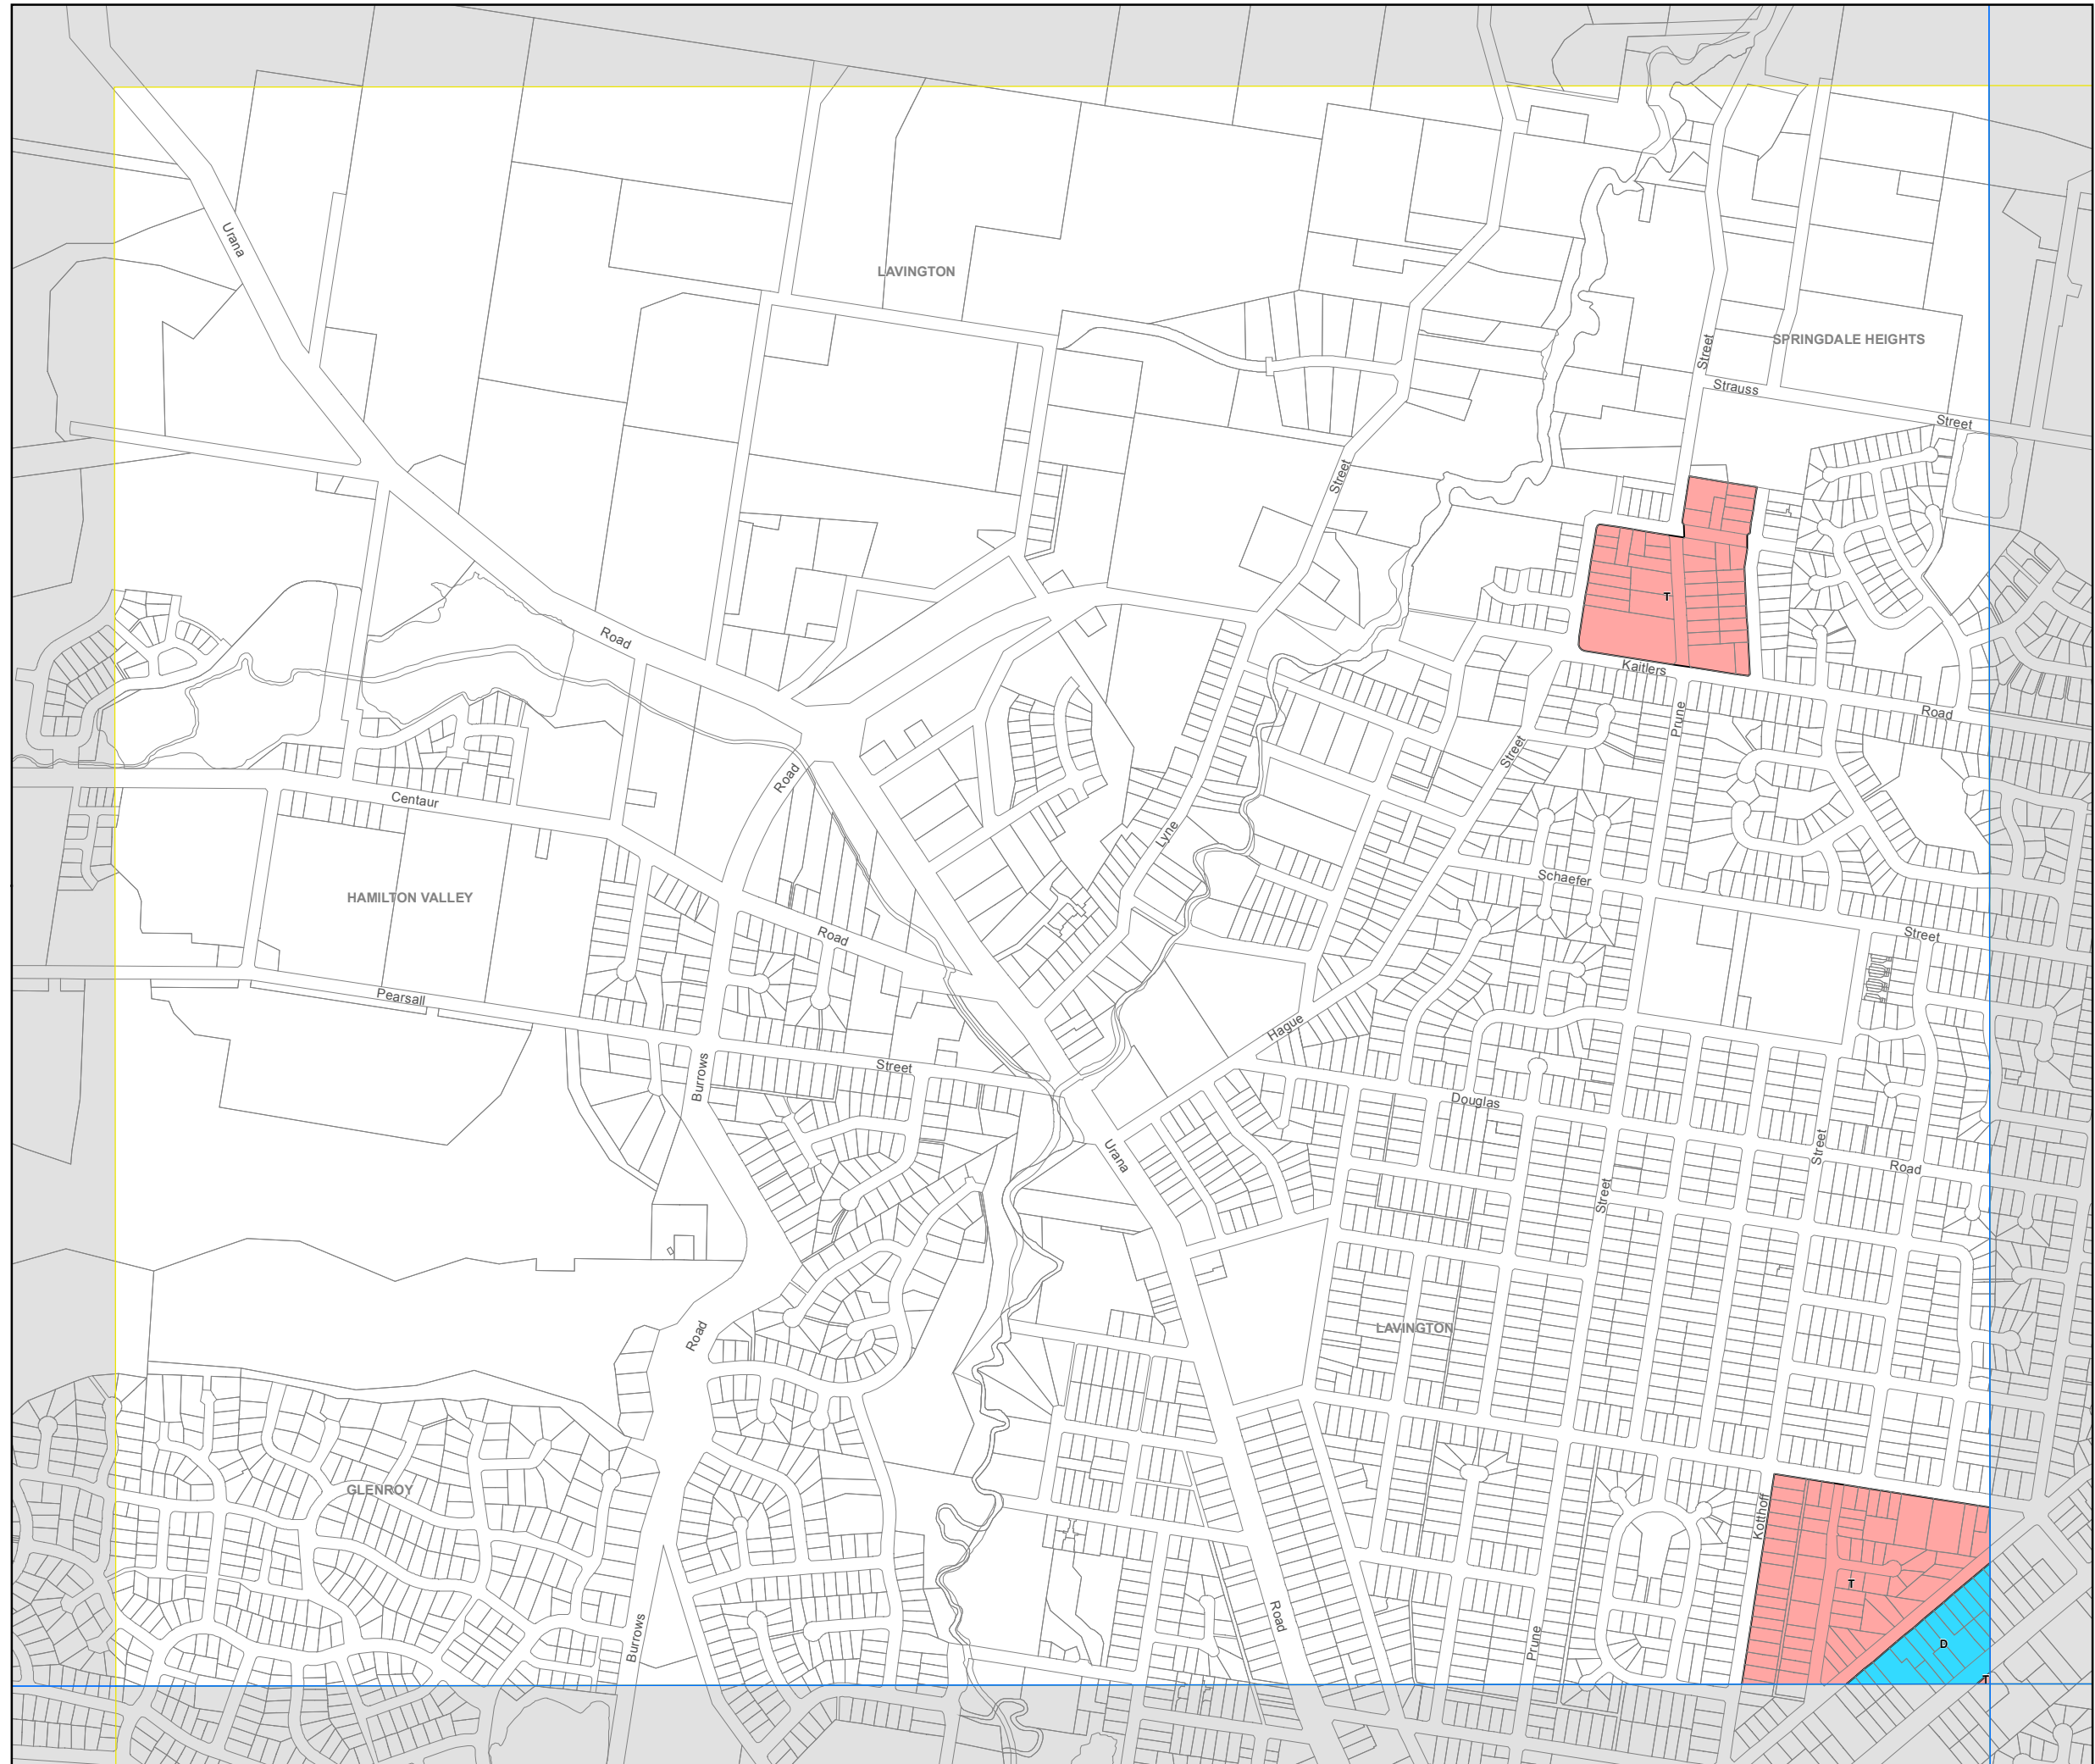 Urana
LAVINGTON
SPRINGDALE HEIGHTS
Street
Strauss
Street
Street
T
Road
Kaitlers
Road
Prune
Street
Road
Centaur
Lyne
Schaefer
HAMILTON VALLEY
Road
Street
Pearsall
Hague
Burrows
Street
Douglas
Urana
Street
Road
Street
Road
LAVINGTON
GLENROY
Kotthoff
T
Burrows
Road
Prune
D
T